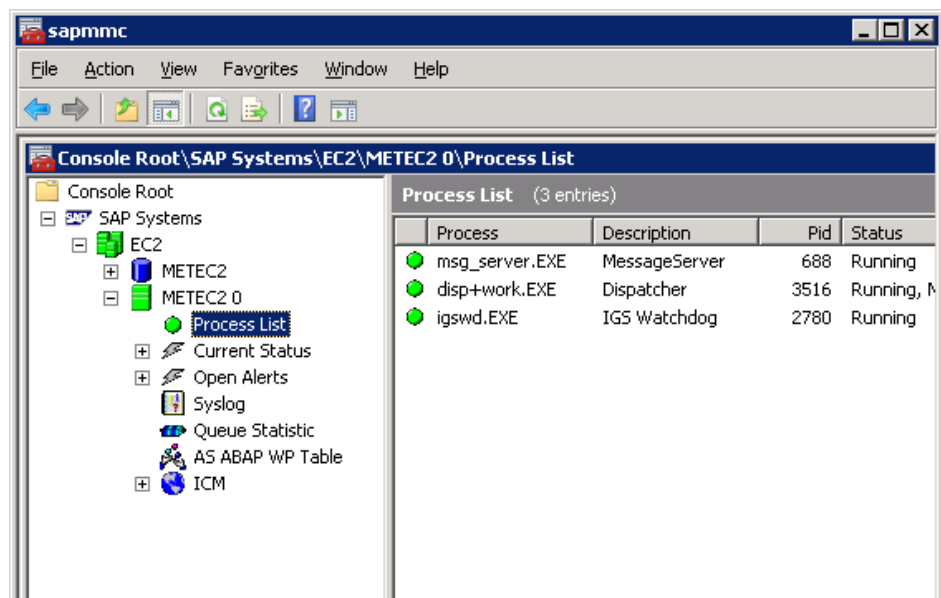 sapmmc
File Action View Favorites Window Help
Console Root\SAP Systems\EC2\METEC2 0\Process List
Console Root
SAP Systems
EC2
METEC2
METEC2 0
Process List
Current Status
Open Alerts
Syslog
Queue Statistic
AS ABAP WP Table
ICM
Process List (3 entries)
Process Description Pid Status
msg_server.EXE MessageServer 688 Running
disp+work.EXE Dispatcher 3516 Running,
igswd.EXE IGS Watchdog 2780 Running